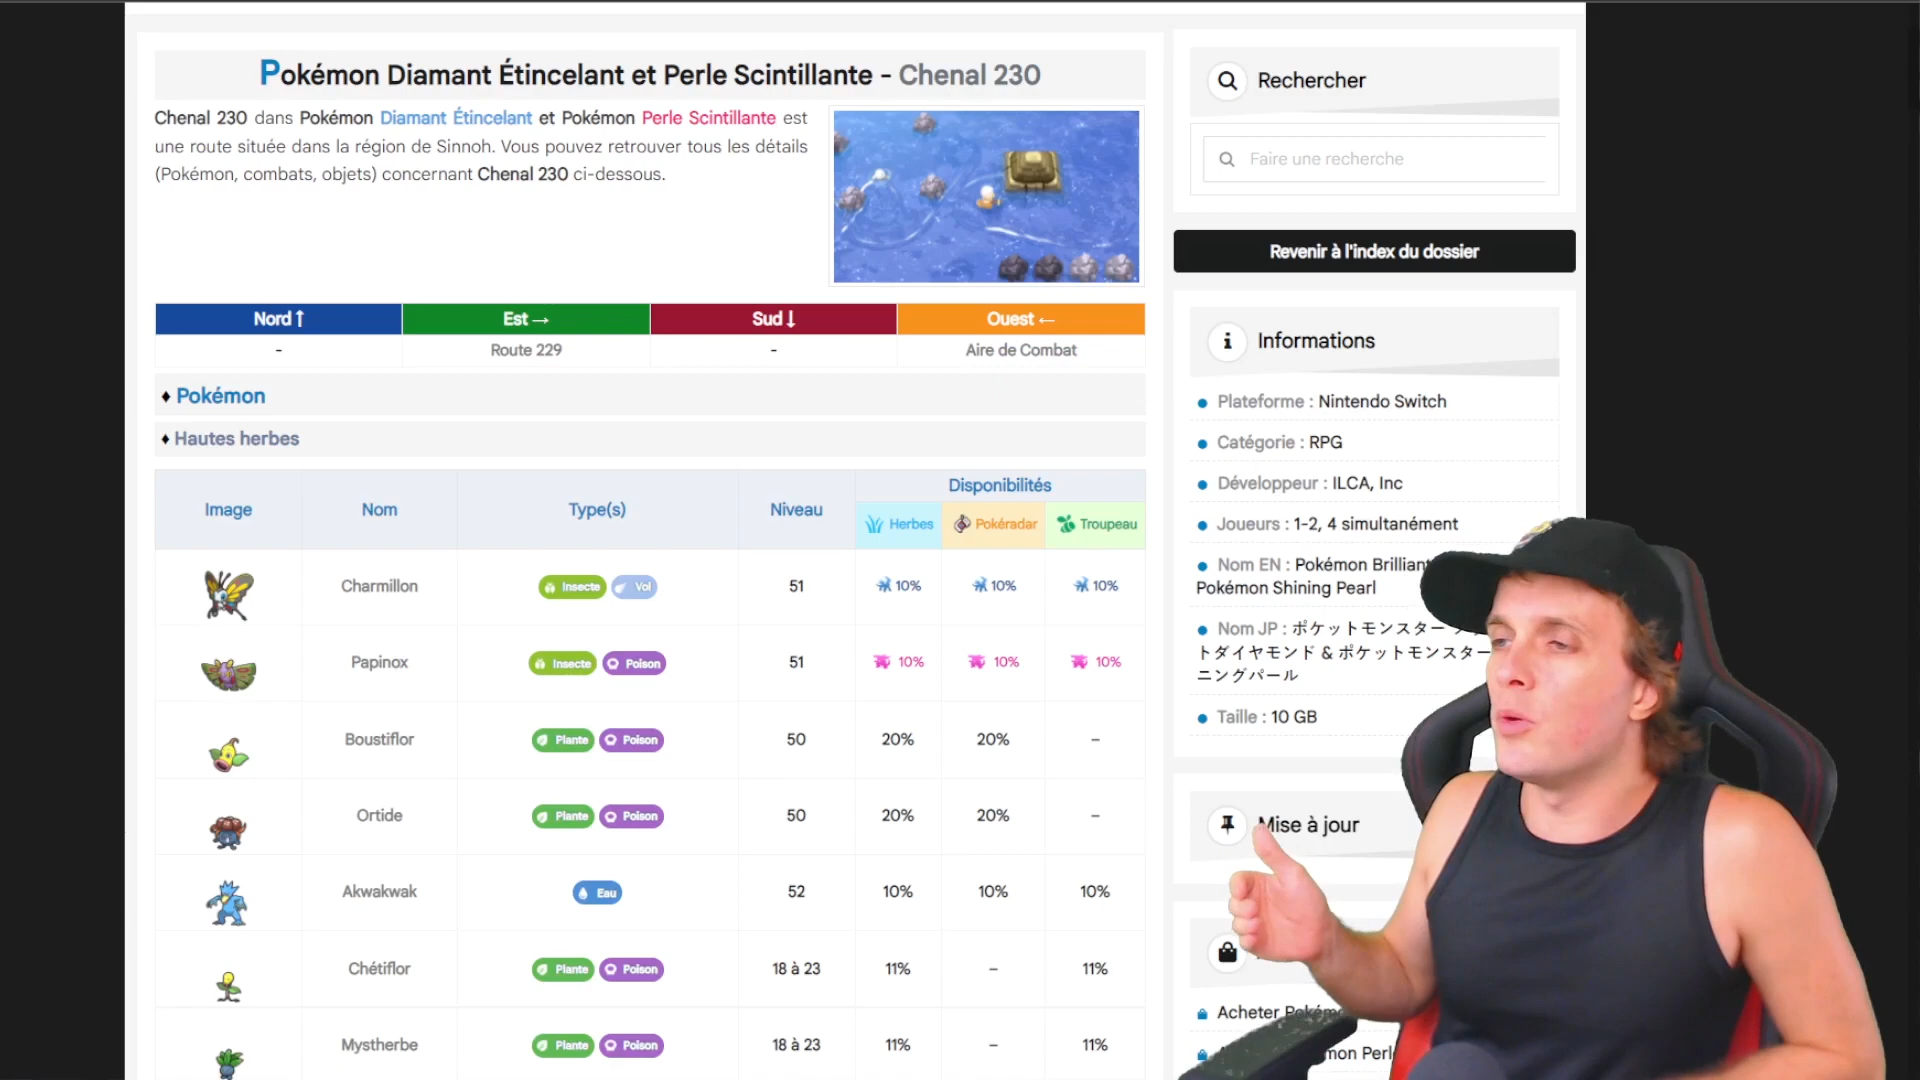 Pokémon Diamant Étincelant et Perle Scintillante - Chenal 230
Chenal 230 dans Pokémon Diamant Étincelant et Pokémon Perle Scintillante est
une route située dans la région de Sinnoh. Vous pouvez retrouver tous les détails
(Pokémon, combats, objets) concernant Chenal 230 ci-dessous.
Nord ↑ Est → Sud ↓ Ouest ←
- Route 229 - Aire de Combat
♦ Pokémon
♦ Hautes herbes
Image Nom Type(s) Niveau Disponibilités
Herbes Pokéradar Troupeau
Charmillon Insecte Vol 51 10% 10% 10%
Papinox Insecte Poison 51 10% 10% 10%
Boustiflor Plante Poison 50 20% 20% –
Ortide Plante Poison 50 20% 20% –
Akwakwak Eau 52 10% 10% 10%
Chétiflor Plante Poison 18 à 23 11% – 11%
Mystherbe Plante Poison 18 à 23 11% – 11%
Rechercher
Faire une recherche
Revenir à l'index du dossier
Informations
Plateforme : Nintendo Switch
Catégorie : RPG
Développeur : ILCA, Inc
Joueurs : 1-2, 4 simultanément
Nom EN : Pokémon Brilliant
Pokémon Shining Pearl
Nom JP : ポケットモンスター
トダイヤモンド & ポケットモンスター
ニングパール
Taille : 10 GB
Mise à jour
Acheter Pokémo
mon Perl